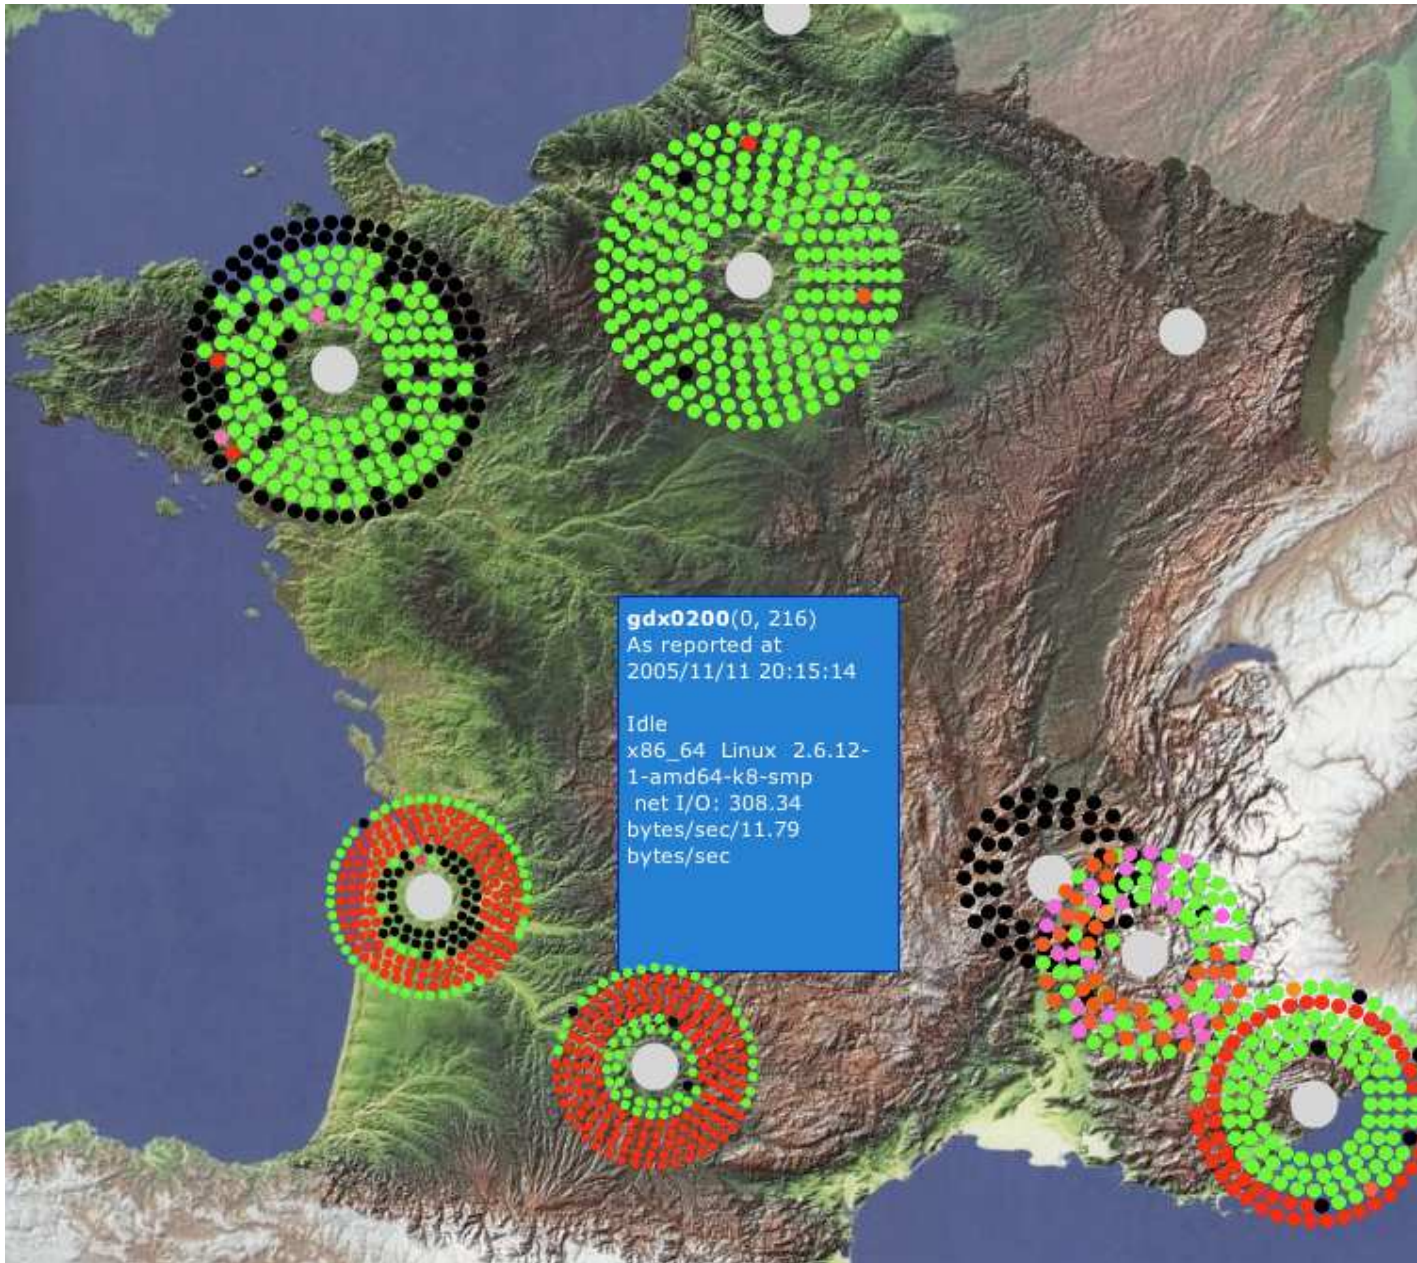 gdx0200(0, 216)
As reported at
2005/11/11 20:15:14
Idle
x86_64 Linux 2.6.12-
1-amd64-k8-smp
net I/O: 308.34
bytes/sec/11.79
bytes/sec